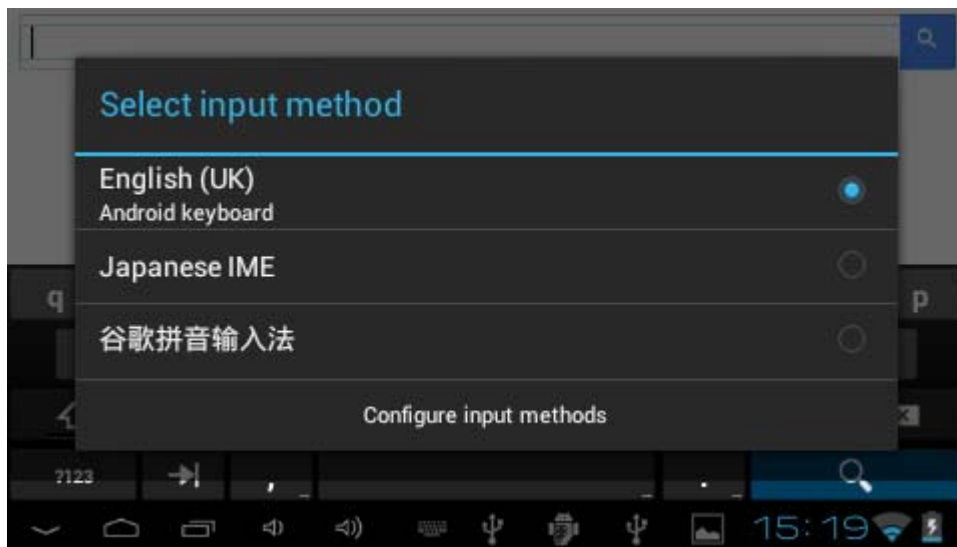 Select input method
English (UK)
Android keyboard
Japanese IME
谷歌拼音输入法
q p
Configure input methods
?123 , .
15:19